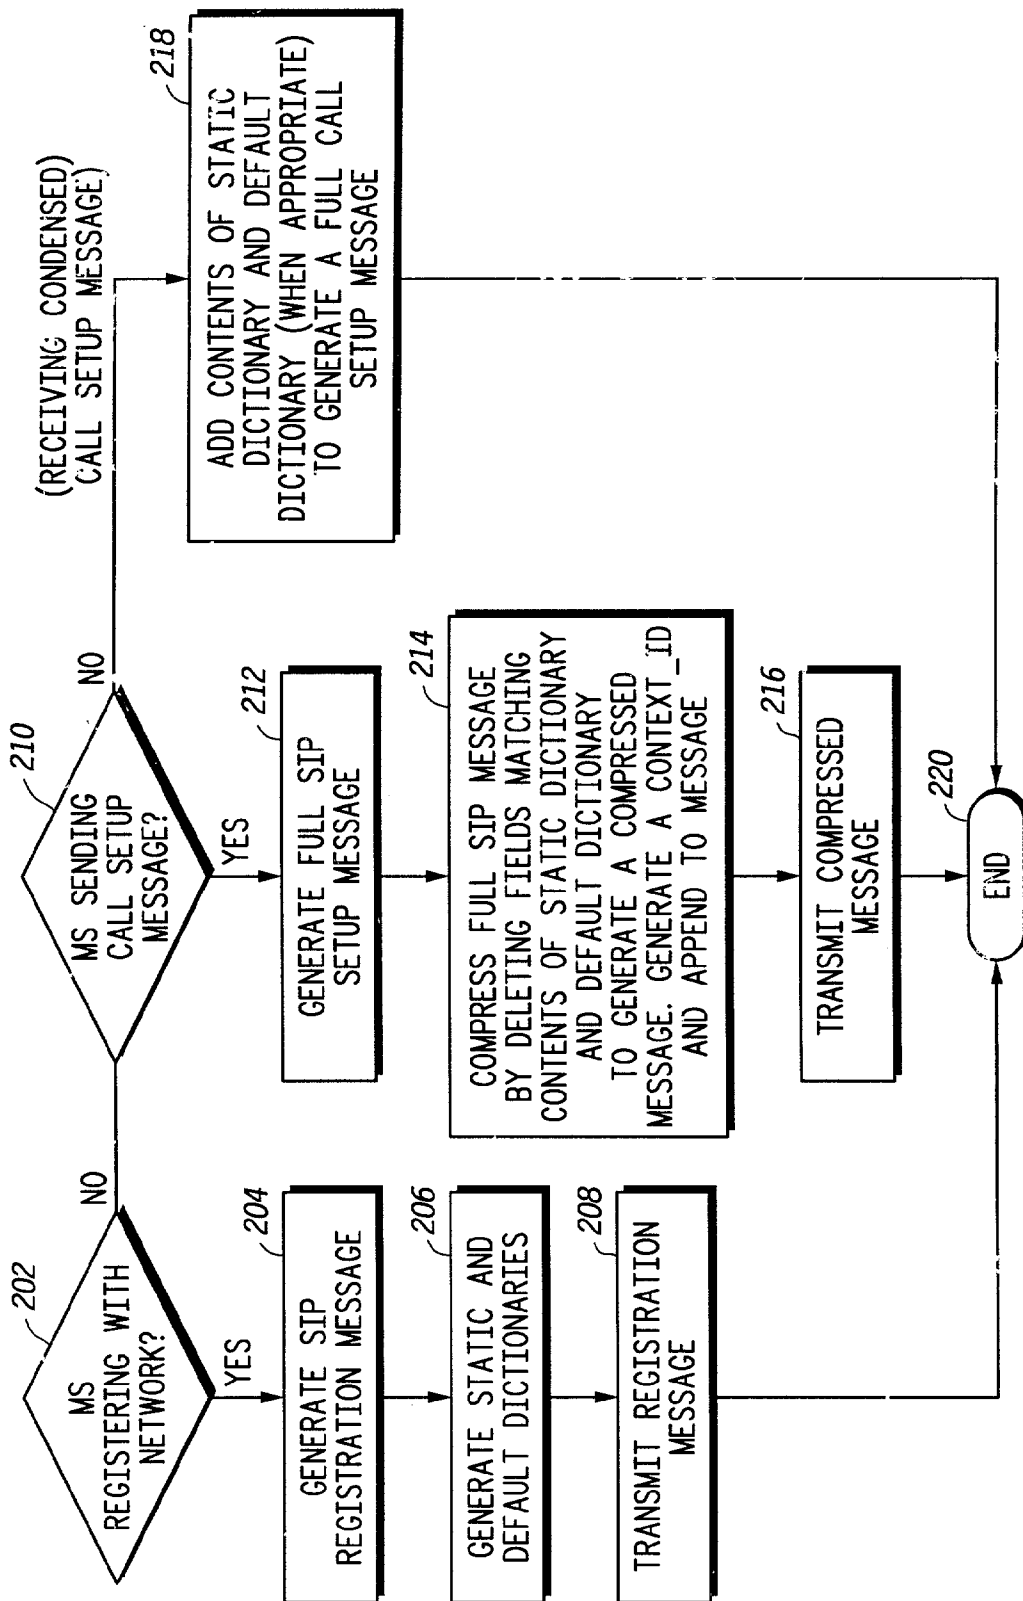 202
MS
REGISTERING WITH
NETWORK?
NO
YES
204
GENERATE SIP
REGISTRATION MESSAGE
206
GENERATE STATIC AND
DEFAULT DICTIONARIES
208
TRANSMIT REGISTRATION
MESSAGE
210
MS SENDING
CALL SETUP
MESSAGE?
NO
YES
212
GENERATE FULL SIP
SETUP MESSAGE
214
COMPRESS FULL SIP MESSAGE
BY DELETING FIELDS MATCHING
CONTENTS OF STATIC DICTIONARY
AND DEFAULT DICTIONARY
TO GENERATE A COMPRESSED
MESSAGE. GENERATE A CONTEXT_ID
AND APPEND TO MESSAGE
216
TRANSMIT COMPRESSED
MESSAGE
(RECEIVING CONDENSED)
CALL SETUP MESSAGE)
218
ADD CONTENTS OF STATIC
DICTIONARY AND DEFAULT
DICTIONARY (WHEN APPROPRIATE)
TO GENERATE A FULL CALL
SETUP MESSAGE
220
END